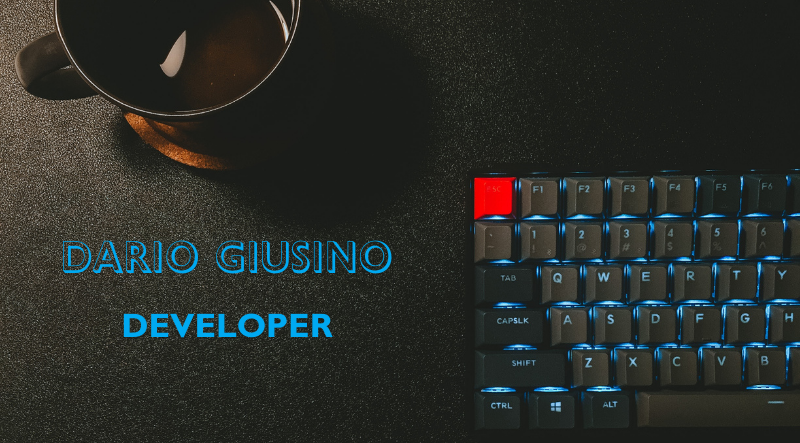 DARIO GIUSINO
DEVELOPER
ESC F1 F2 F3 F4 F5 F6
~ ` ! 1 @ 2 # 3 $ 4 % 5 ^ 6
TAB Q W E R T Y
CAPSLK A S D F G H
SHIFT Z X C V B
CTRL ALT